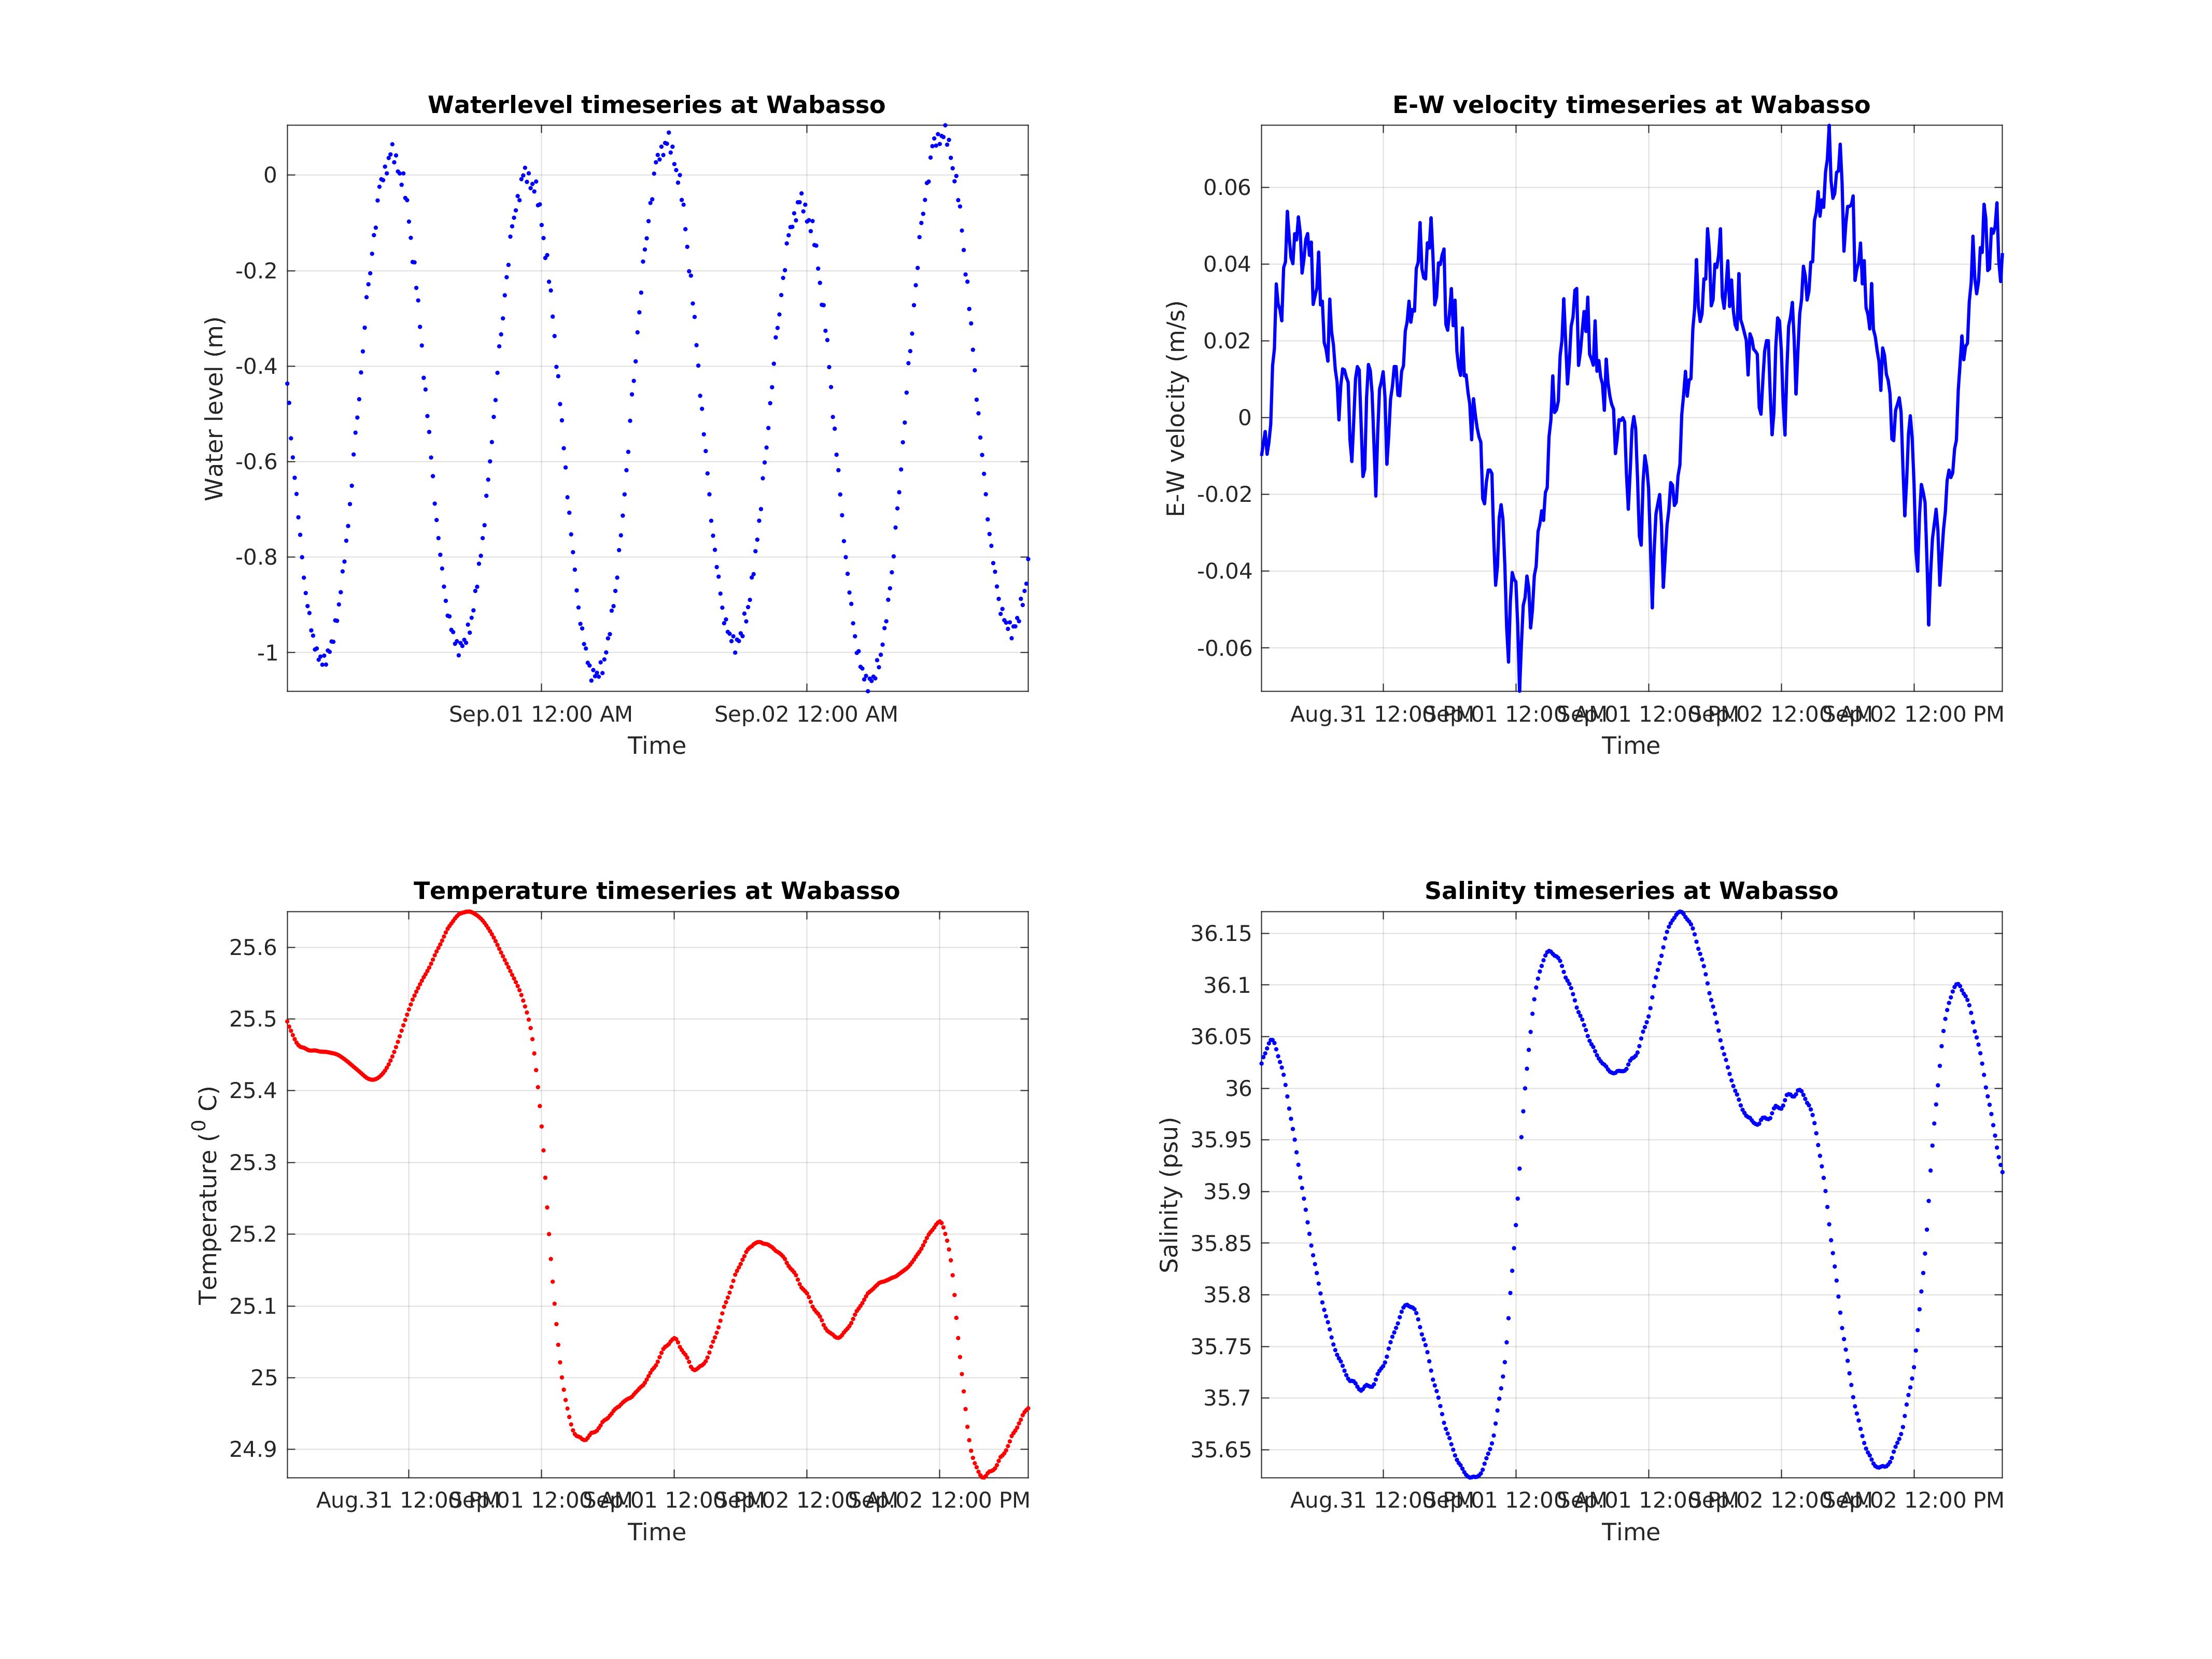 Waterlevel timeseries at Wabasso
0
-0.2
-0.4
-0.6
-0.8
-1
Water level (m)
Sep.01 12:00 AM
Sep.02 12:00 AM
Time
E-W velocity timeseries at Wabasso
0.06
0.04
0.02
0
-0.02
-0.04
-0.06
E-W velocity (m/s)
Aug.31 12:00 PM
Sep.01 12:00 AM
Sep.01 12:00 PM
Sep.02 12:00 AM
Sep.02 12:00 PM
Time
Temperature timeseries at Wabasso
25.6
25.5
25.4
25.3
25.2
25.1
25
24.9
Temperature (⁰ C)
Aug.31 12:00 PM
Sep.01 12:00 AM
Sep.01 12:00 PM
Sep.02 12:00 AM
Sep.02 12:00 PM
Time
Salinity timeseries at Wabasso
36.15
36.1
36.05
36
35.95
35.9
35.85
35.8
35.75
35.7
35.65
Salinity (psu)
Aug.31 12:00 PM
Sep.01 12:00 AM
Sep.01 12:00 PM
Sep.02 12:00 AM
Sep.02 12:00 PM
Time